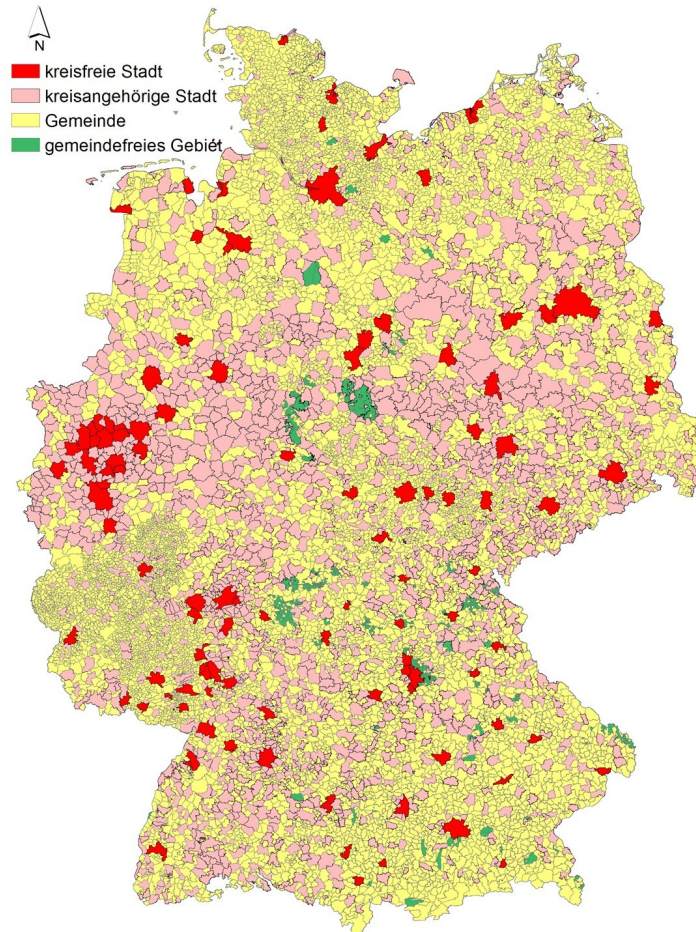 N
kreisfreie Stadt
kreisangehörige Stadt
Gemeinde
gemeindefreies Gebiet